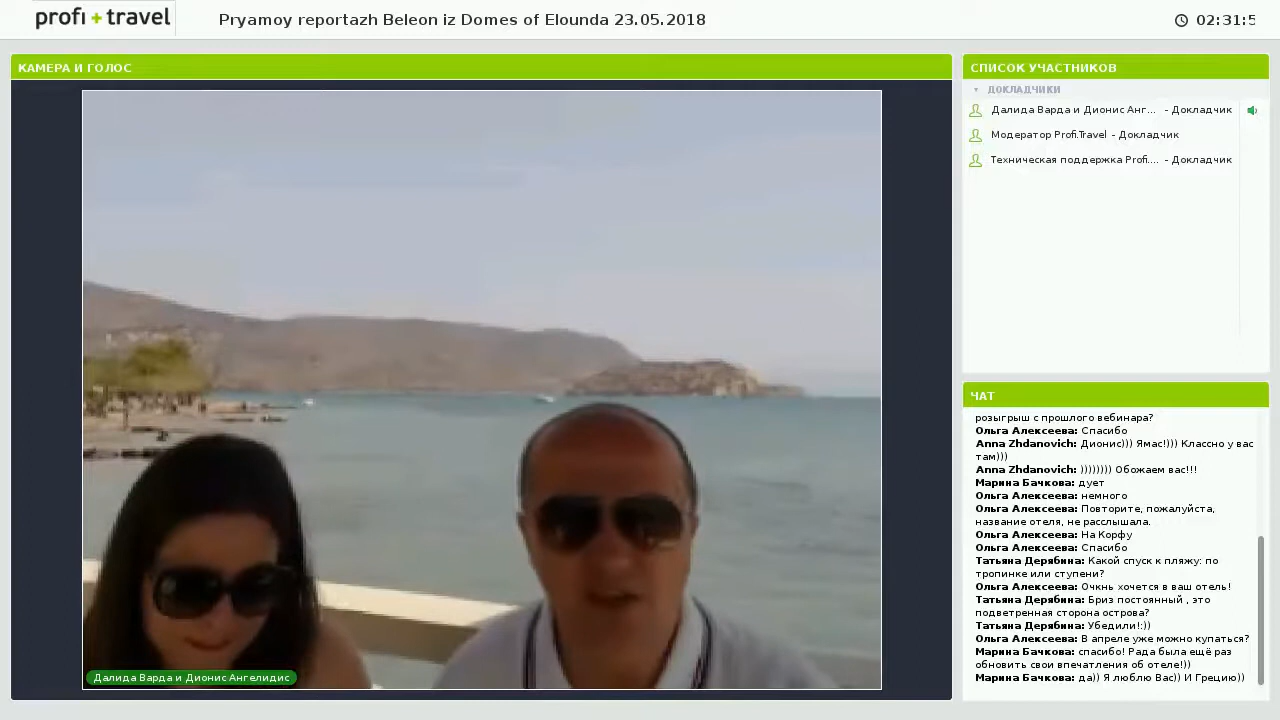 profi + travel
Pryamoy reportazh Beleon iz Domes of Elounda 23.05.2018
02:31:5
КАМЕРА И ГОЛОС
Далида Варда и Дионис Ангелидис
СПИСОК УЧАСТНИКОВ
ДОКЛАДЧИКИ
Далида Варда и Дионис Анг... - Докладчик
Модератор Profi.Travel - Докладчик
Техническая поддержка Profi.... - Докладчик
ЧАТ
розыгрыш с прошлого вебинара?
Ольга Алексеева: Спасибо
Anna Zhdanovich: Дионис))) Ямас!))) Классно у вас
там)))
Anna Zhdanovich: )))))))) Обожаем вас!!!
Марина Бачкова: дует
Ольга Алексеева: немного
Ольга Алексеева: Повторите, пожалуйста,
название отеля, не расслышала.
Ольга Алексеева: На Корфу
Ольга Алексеева: Спасибо
Татьяна Дерябина: Какой спуск к пляжу: по
тропинке или ступени?
Ольга Алексеева: Очкнь хочется в ваш отель!
Татьяна Дерябина: Бриз постоянный , это
подветренная сторона острова?
Татьяна Дерябина: Убедили!:))
Ольга Алексеева: В апреле уже можно купаться?
Марина Бачкова: спасибо! Рада была ещё раз
обновить свои впечатления об отеле!))
Марина Бачкова: да)) Я люблю Вас)) И Грецию))